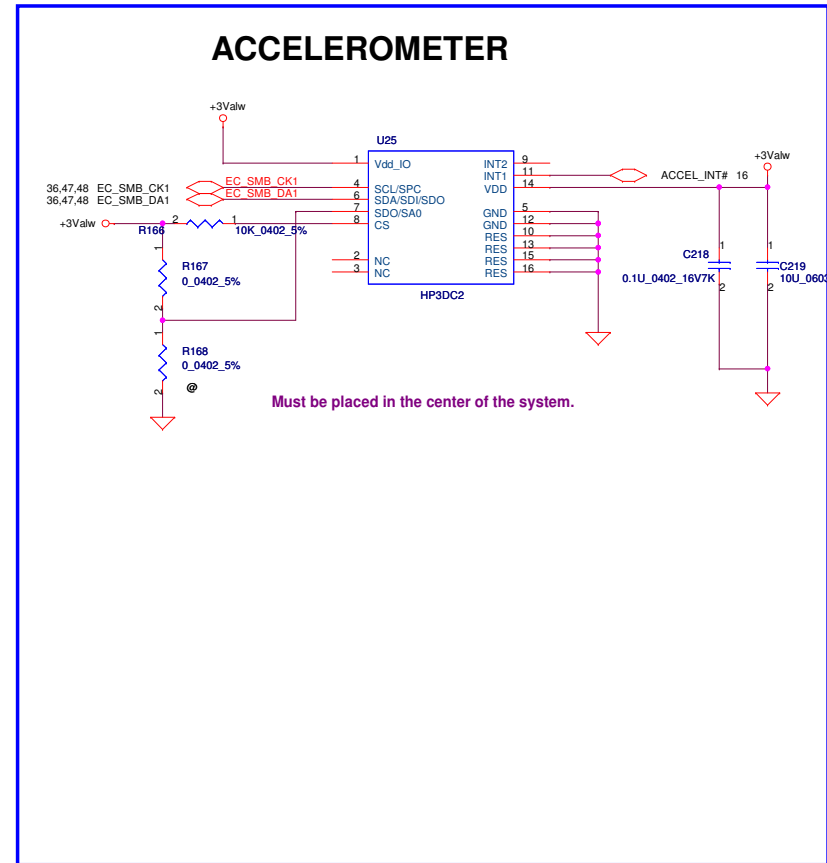 ACCELEROMETER
+3Valw
U25
+3Valw
1 Vdd_IO INT2 9
INT1 11
ACCEL_INT# 16
36,47,48 EC_SMB_CK1 EC_SMB_CK1 4 SCL/SPC VDD 14
36,47,48 EC_SMB_DA1 EC_SMB_DA1 6 SDA/SDI/SDO
7 SDO/SA0 GND 5
+3Valw 2 1 8 CS GND 12
R166 10K_0402_5%
RES 10
RES 13
2 NC RES 15
3 NC RES 16
HP3DC2
1
R167
0_0402_5%
2
1
R168
0_0402_5%
2
@
1
C218
0.1U_0402_16V7K
2
1
C219
10U_0603
2
Must be placed in the center of the system.